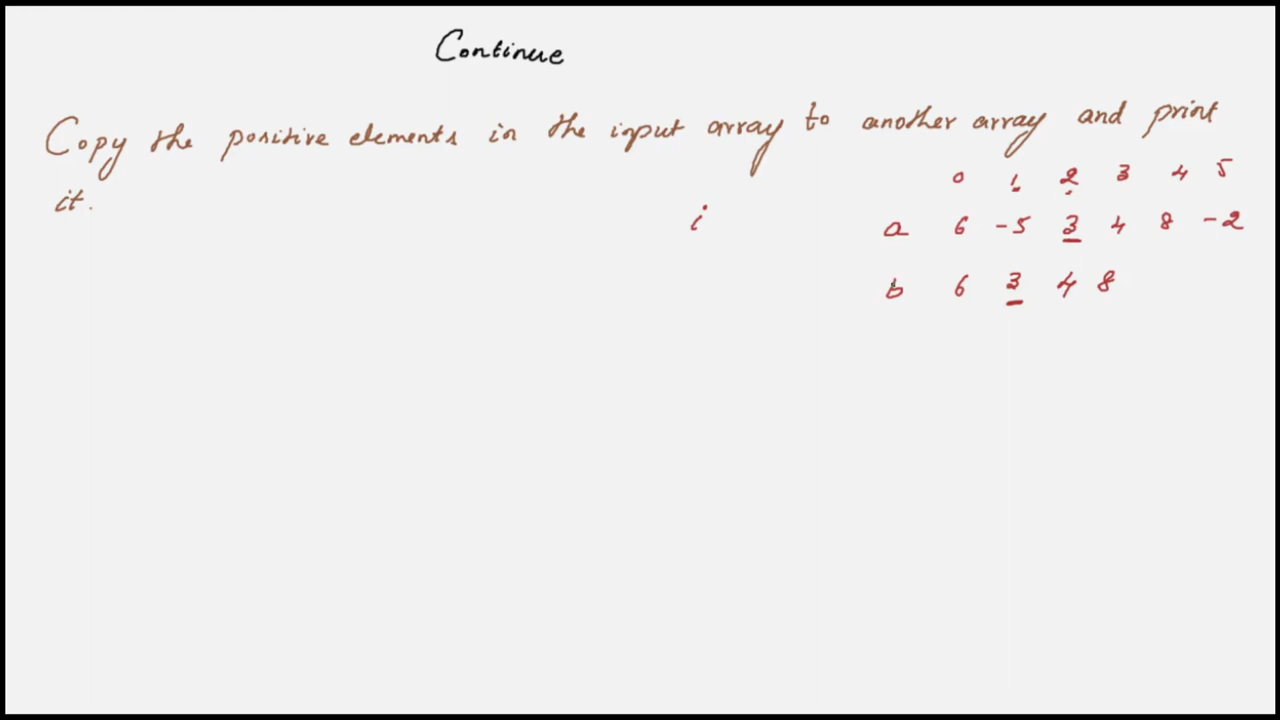 Continue
Copy the positive elements in the input array to another array and print
it.
0 1 2 3 4 5
i
a 6 -5 3 4 8 -2
b 6 3 4 8